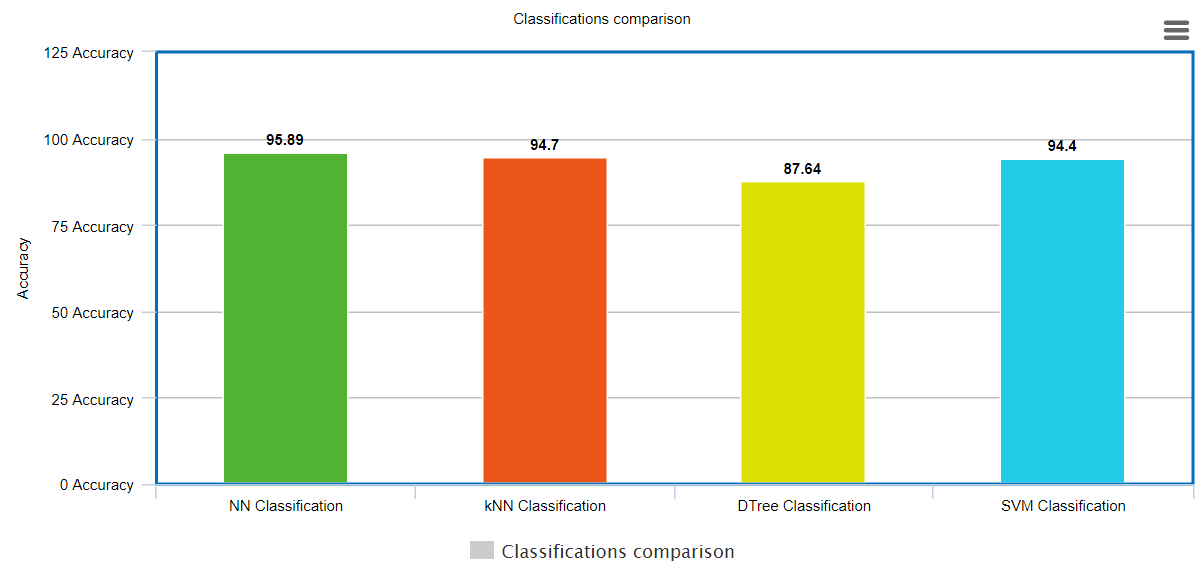 Classifications comparison
125 Accuracy
100 Accuracy
75 Accuracy
50 Accuracy
25 Accuracy
0 Accuracy
Accuracy
95.89
94.7
87.64
94.4
NN Classification
kNN Classification
DTree Classification
SVM Classification
Classifications comparison